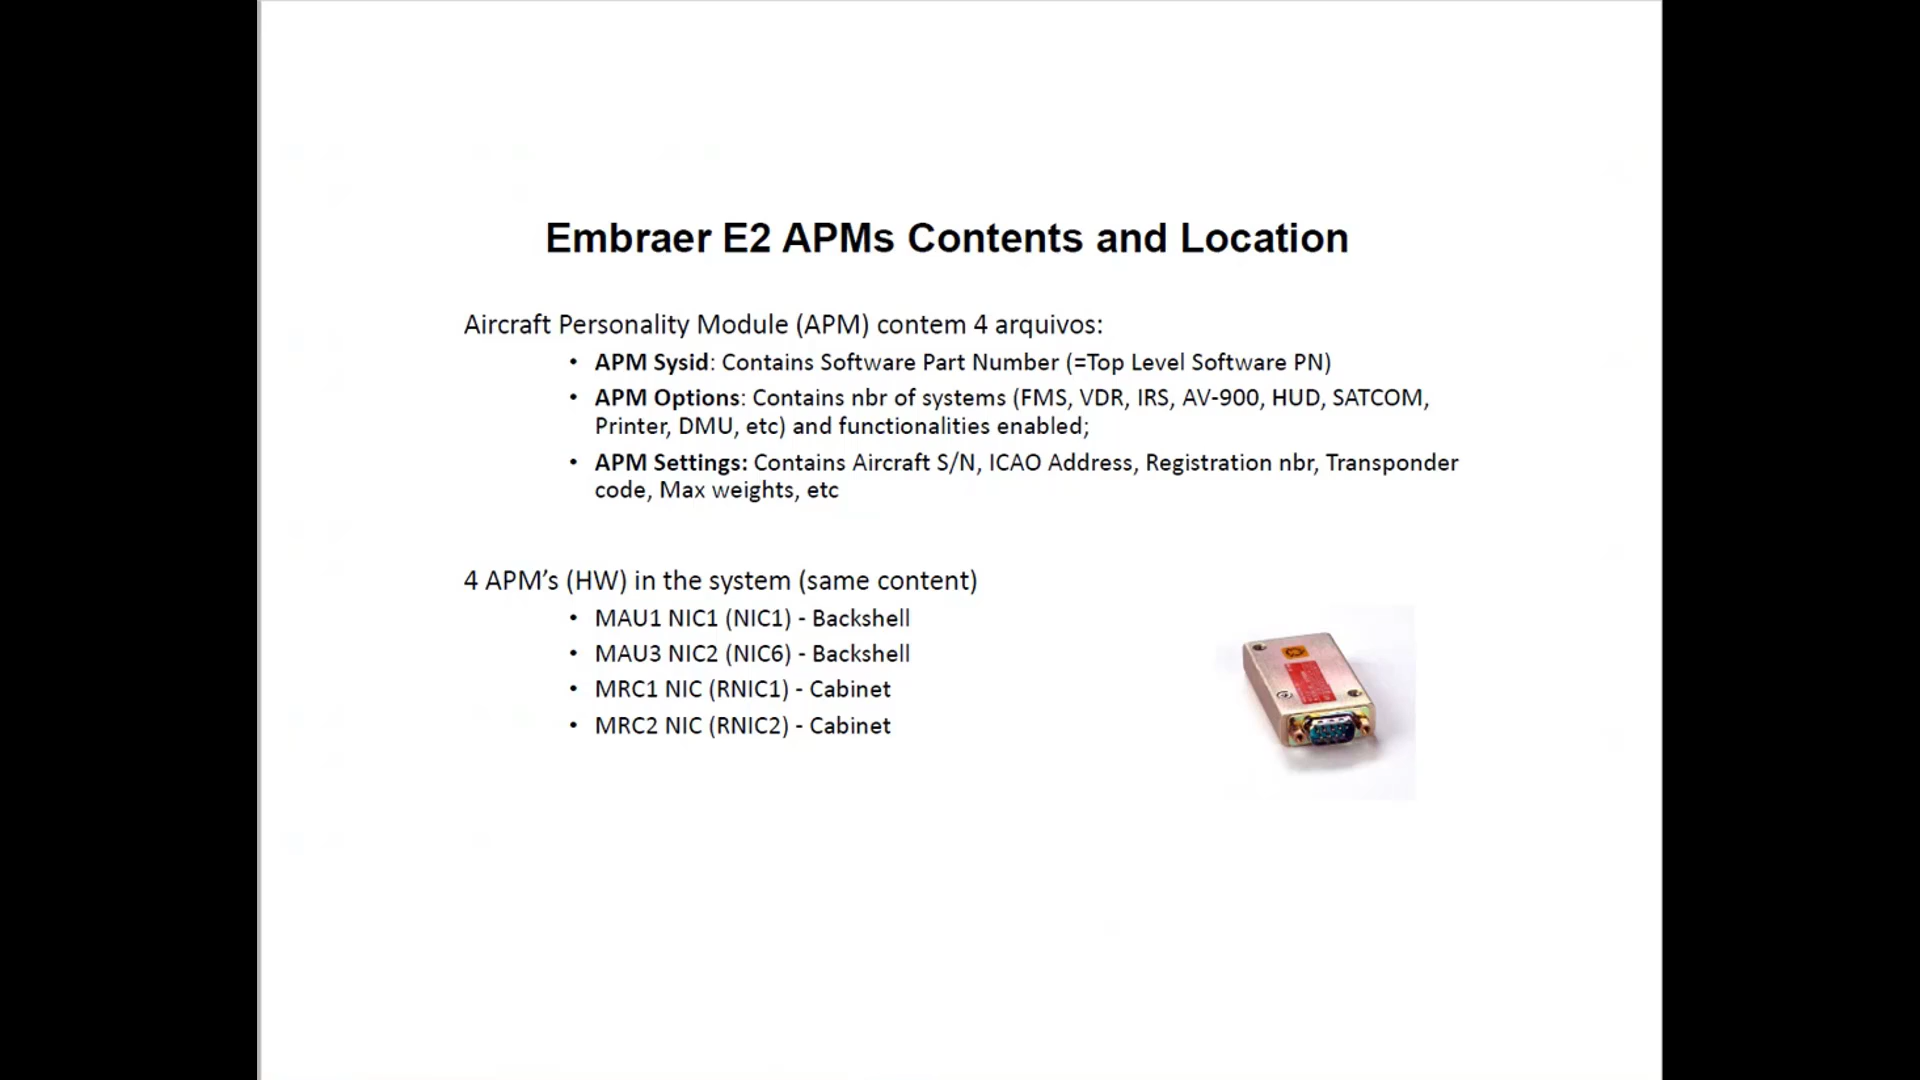 Embraer E2 APMs Contents and Location
Aircraft Personality Module (APM) contem 4 arquivos:
• APM Sysid: Contains Software Part Number (=Top Level Software PN)
• APM Options: Contains nbr of systems (FMS, VDR, IRS, AV-900, HUD, SATCOM,
Printer, DMU, etc) and functionalities enabled;
• APM Settings: Contains Aircraft S/N, ICAO Address, Registration nbr, Transponder
code, Max weights, etc
4 APM’s (HW) in the system (same content)
• MAU1 NIC1 (NIC1) - Backshell
• MAU3 NIC2 (NIC6) - Backshell
• MRC1 NIC (RNIC1) - Cabinet
• MRC2 NIC (RNIC2) - Cabinet